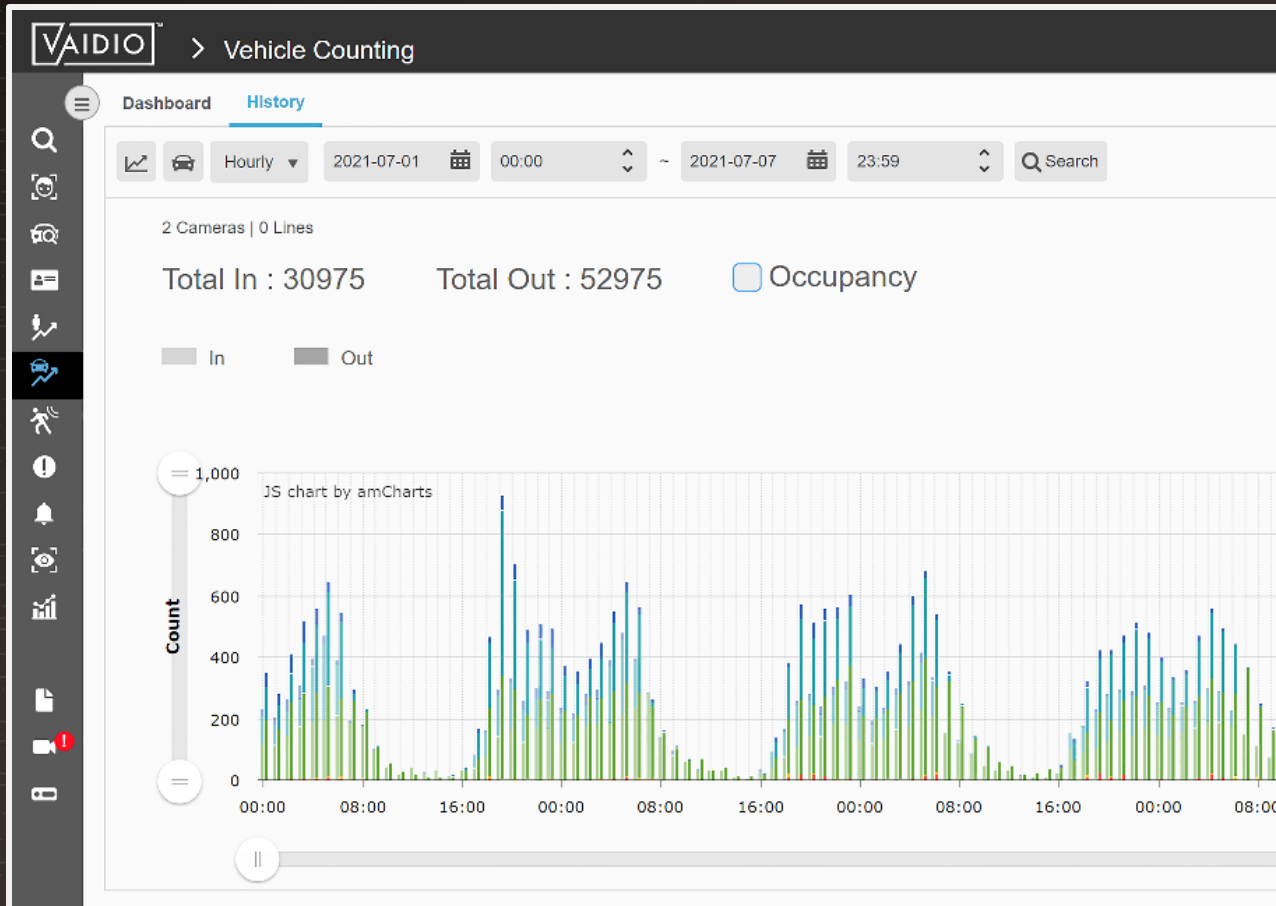 VAIDIO™ > Vehicle Counting
Dashboard History
Hourly 2021-07-01 00:00 ~ 2021-07-07 23:59 Search
2 Cameras | 0 Lines
Total In : 30975 Total Out : 52975 Occupancy
In Out
1,000
JS chart by amCharts
800
600
Count
400
200
0
00:00 08:00 16:00 00:00 08:00 16:00 00:00 08:00 16:00 00:00 08:00